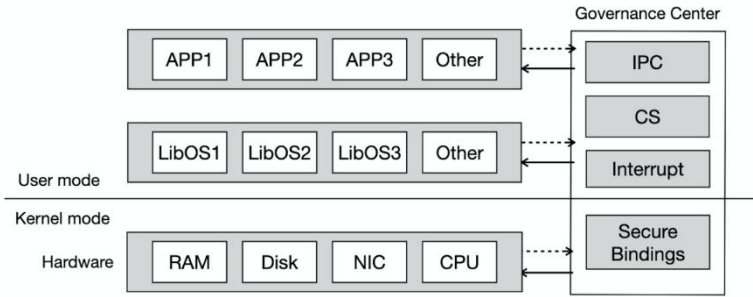 Governance Center
APP1 APP2 APP3 Other
IPC
CS
LibOS1 LibOS2 LibOS3 Other
Interrupt
User mode
Kernel mode
Secure
Bindings
Hardware RAM Disk NIC CPU